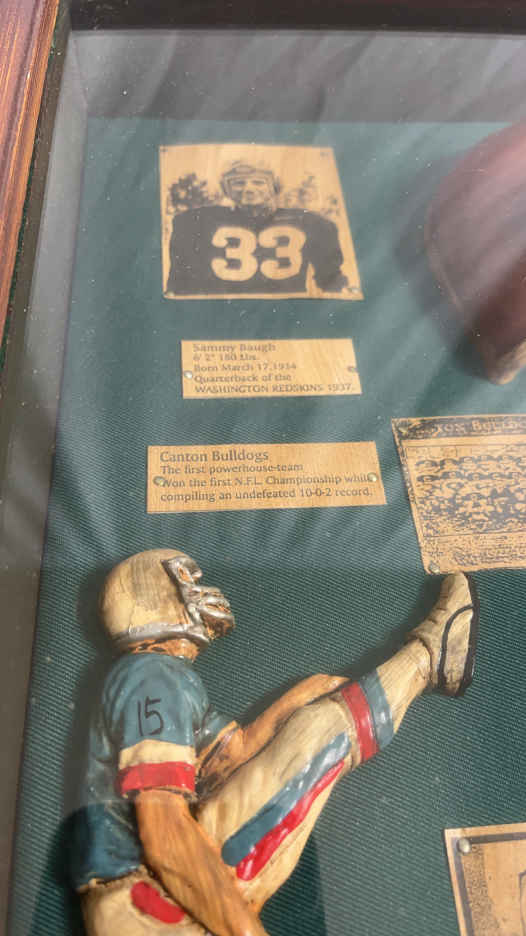 33
Sammy Baugh
6' 2" 180 Lbs.
Born March 17,1914
Quarterback of the
WASHINGTON REDSKINS 1937.
Canton Bulldogs
The first powerhouse-team
Won the first N.F.L. Championship while
compiling an undefeated 10-0-2 record.
15